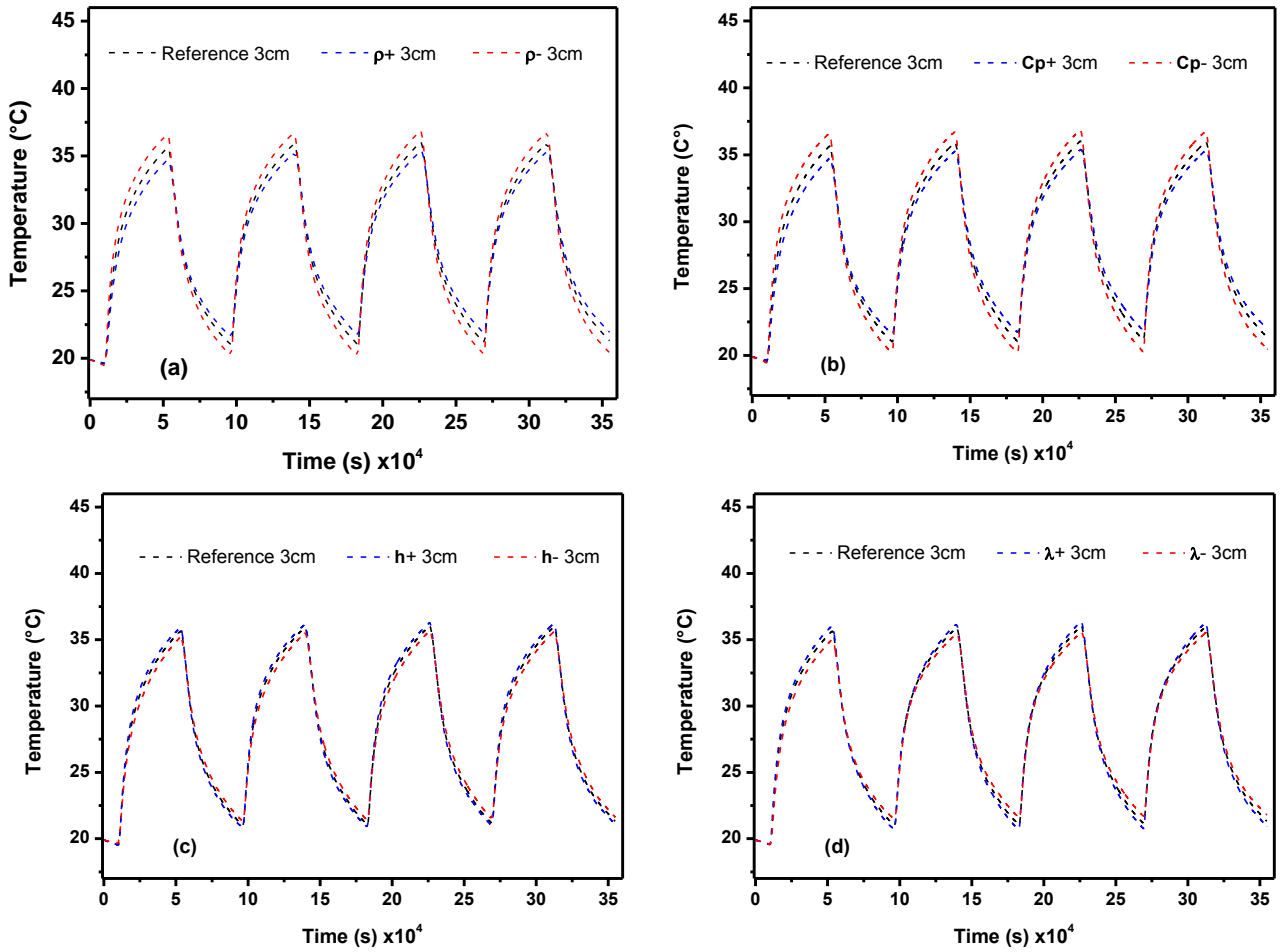 Reference 3cm ρ+ 3cm ρ- 3cm
Temperature (°C)
45
40
35
30
25
20
(a)
0 5 10 15 20 25 30 35
Time (s) x10⁴
Reference 3cm Cp+ 3cm Cp- 3cm
Temperature (C°)
45
40
35
30
25
20
(b)
0 5 10 15 20 25 30 35
Time (s) x10⁴
Reference 3cm h+ 3cm h- 3cm
Temperature (°C)
45
40
35
30
25
20
(c)
0 5 10 15 20 25 30 35
Time (s) x10⁴
Reference 3cm λ+ 3cm λ- 3cm
Temperature (°C)
45
40
35
30
25
20
(d)
0 5 10 15 20 25 30 35
Time (s) x10⁴